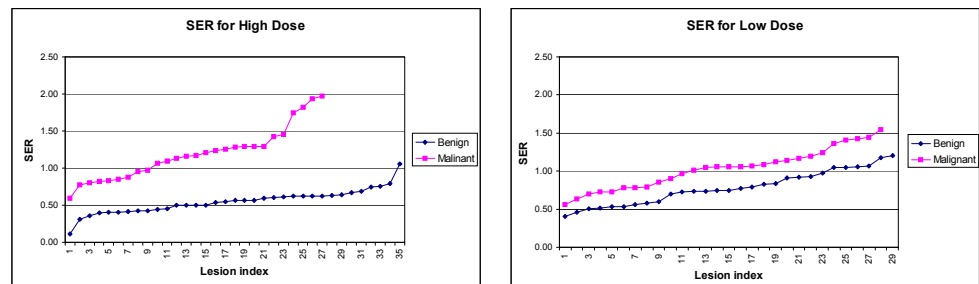 SER for High Dose
2.50
2.00
1.50
1.00
0.50
0.00
SER
1 3 5 7 9 11 13 15 17 19 21 23 25 27 29 31 33 35
Lesion index
Benign
Malinant
SER for Low Dose
2.50
2.00
1.50
1.00
0.50
0.00
SER
1 3 5 7 9 11 13 15 17 19 21 23 25 27 29
Lesion index
Benign
Malignant